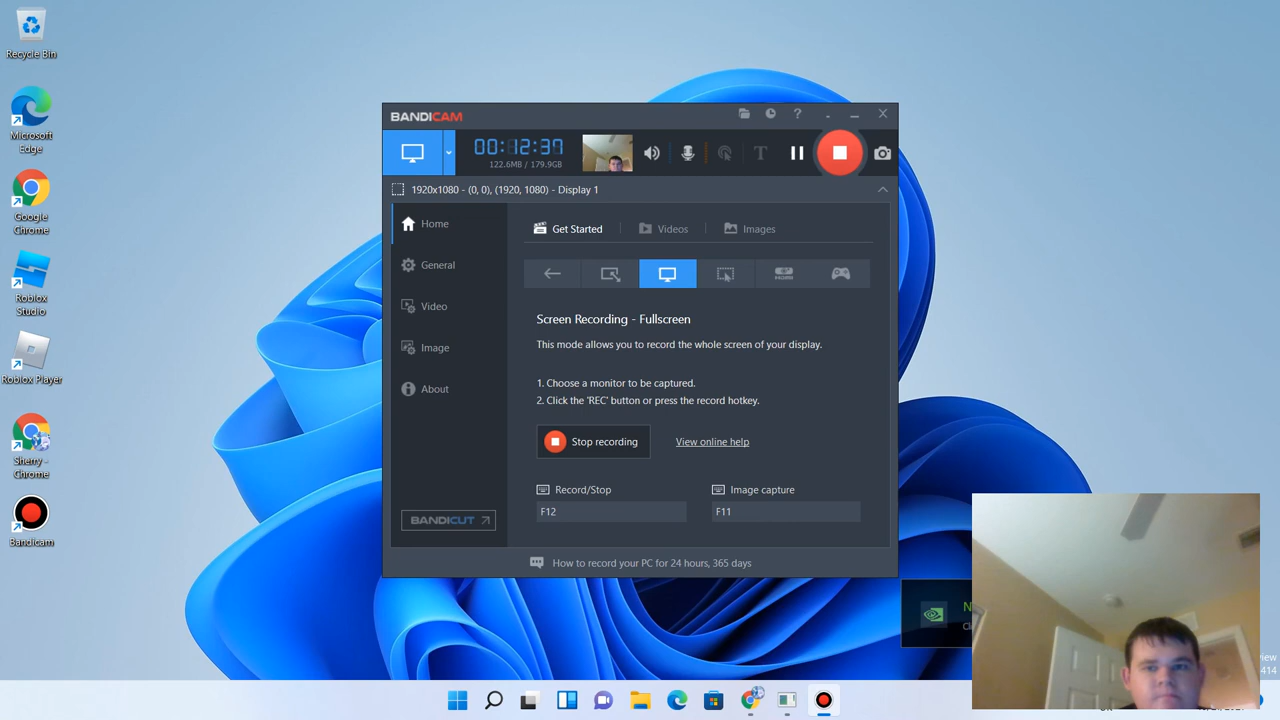 Recycle Bin
Microsoft
Edge
Google
Chrome
Roblox
Studio
Roblox Player
Sherry -
Chrome
Bandicam
BANDICAM
?
00:12:37
122.6MB / 179.9GB
T
1920x1080 - (0, 0), (1920, 1080) - Display 1
Home
General
Video
Image
About
BANDICUT
Get Started
Videos
Images
HDMI
Screen Recording - Fullscreen
This mode allows you to record the whole screen of your display.
1. Choose a monitor to be captured.
2. Click the 'REC' button or press the record hotkey.
Stop recording
View online help
Record/Stop
F12
Image capture
F11
How to record your PC for 24 hours, 365 days